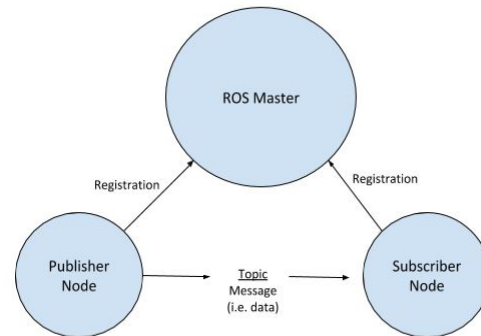 ROS Master
Registration
Registration
Publisher
Node
Topic
Message
(i.e. data)
Subscriber
Node